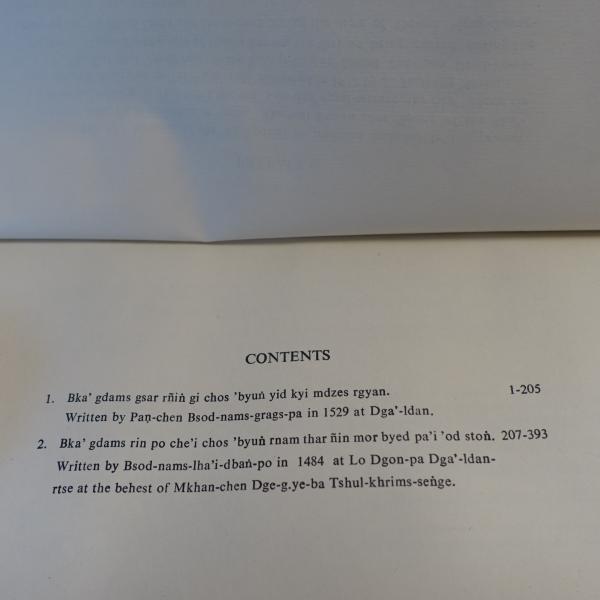 CONTENTS
1. Bka' gdams gsar rñiṅ gi chos 'byuṅ yid kyi mdzes rgyan. 1-205
Written by Paṇ-chen Bsod-nams-grags-pa in 1529 at Dga'-ldan.
2. Bka' gdams rin po che'i chos 'byuṅ rnam thar ñin mor byed pa'i 'od stoṅ. 207-393
Written by Bsod-nams-lha'i-dbaṅ-po in 1484 at Lo Dgon-pa Dga'-ldan-
rtse at the behest of Mkhan-chen Dge-g.ye-ba Tshul-khrims-seṅge.